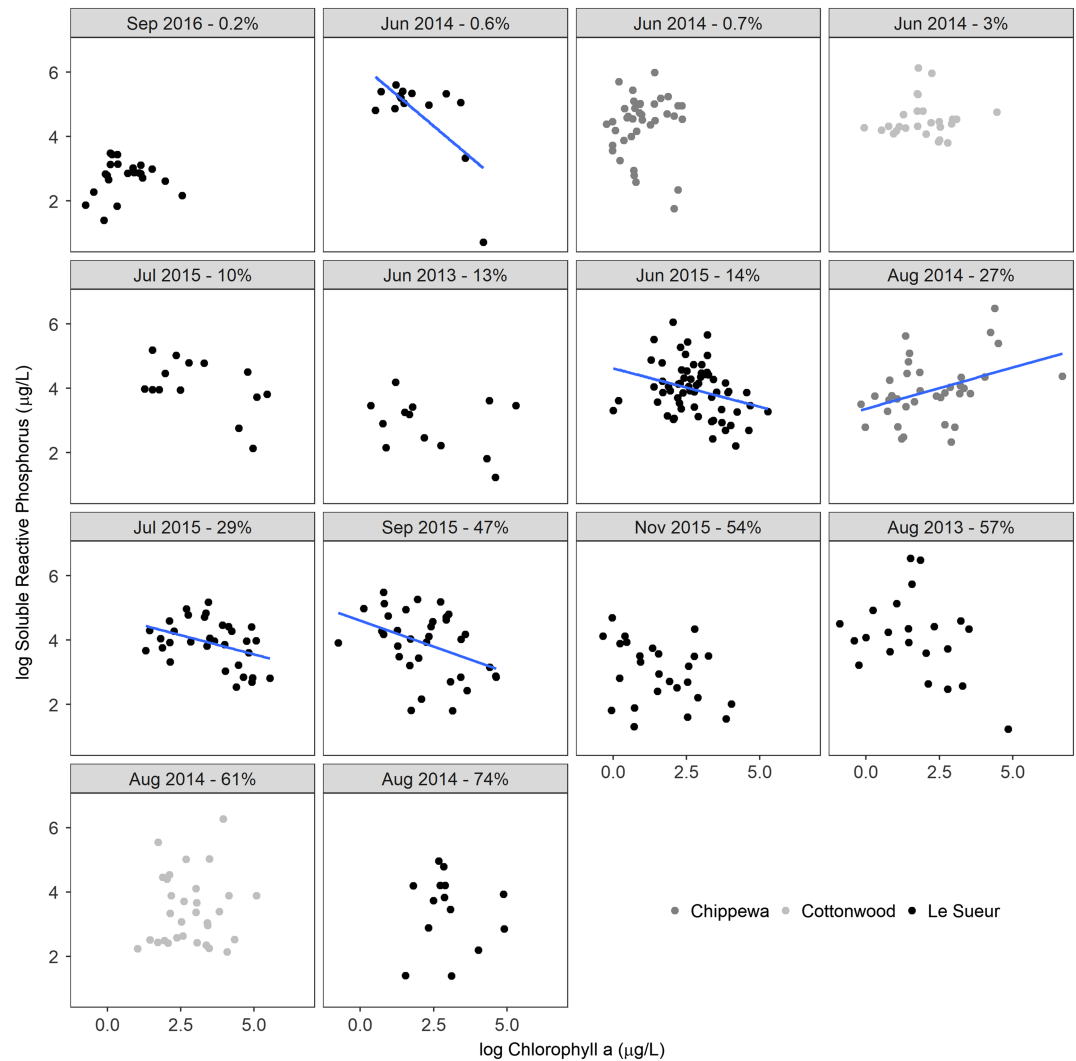 Sep 2016 - 0.2%
Jun 2014 - 0.6%
Jun 2014 - 0.7%
Jun 2014 - 3%
6
4
2
Jul 2015 - 10%
Jun 2013 - 13%
Jun 2015 - 14%
Aug 2014 - 27%
6
4
2
log Soluble Reactive Phosphorus (μg/L)
Jul 2015 - 29%
Sep 2015 - 47%
Nov 2015 - 54%
Aug 2013 - 57%
6
4
2
0.0 2.5 5.0
0.0 2.5 5.0
Aug 2014 - 61%
Aug 2014 - 74%
6
4
2
Chippewa Cottonwood Le Sueur
0.0 2.5 5.0
0.0 2.5 5.0
log Chlorophyll a (μg/L)